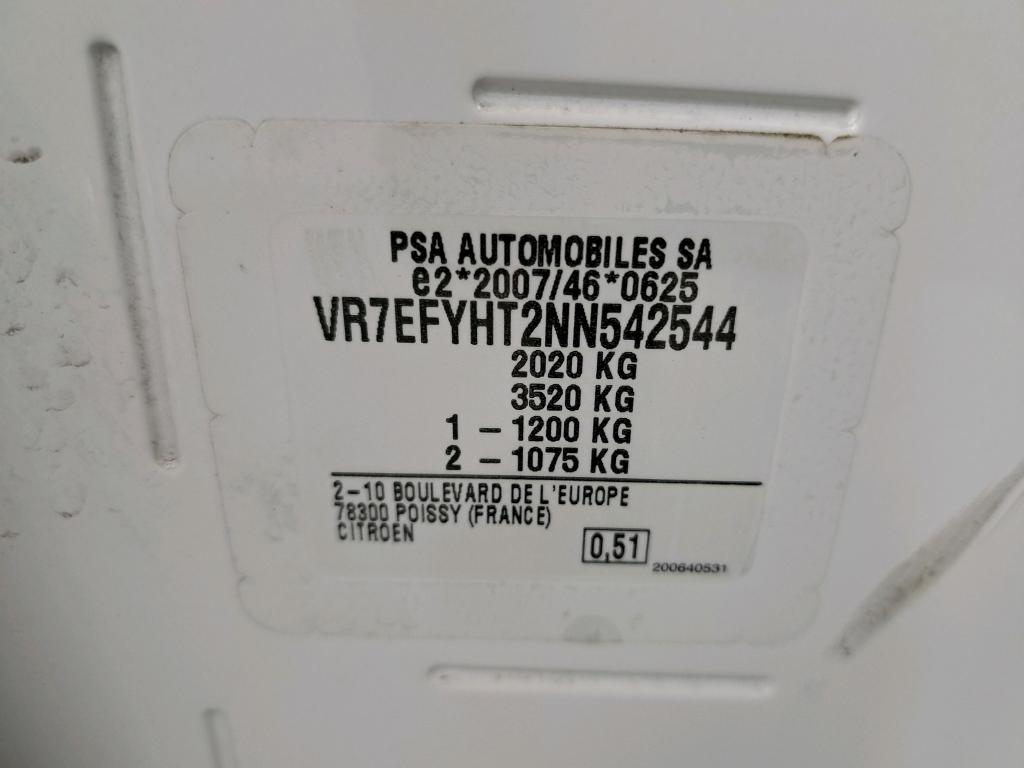 PSA AUTOMOBILES SA
e2*2007/46*0625
VR7EFYHT2NN542544
2020 KG
3520 KG
1 - 1200 KG
2 - 1075 KG
2-10 BOULEVARD DE L'EUROPE
78300 POISSY (FRANCE)
CITROEN
0,51
200640531